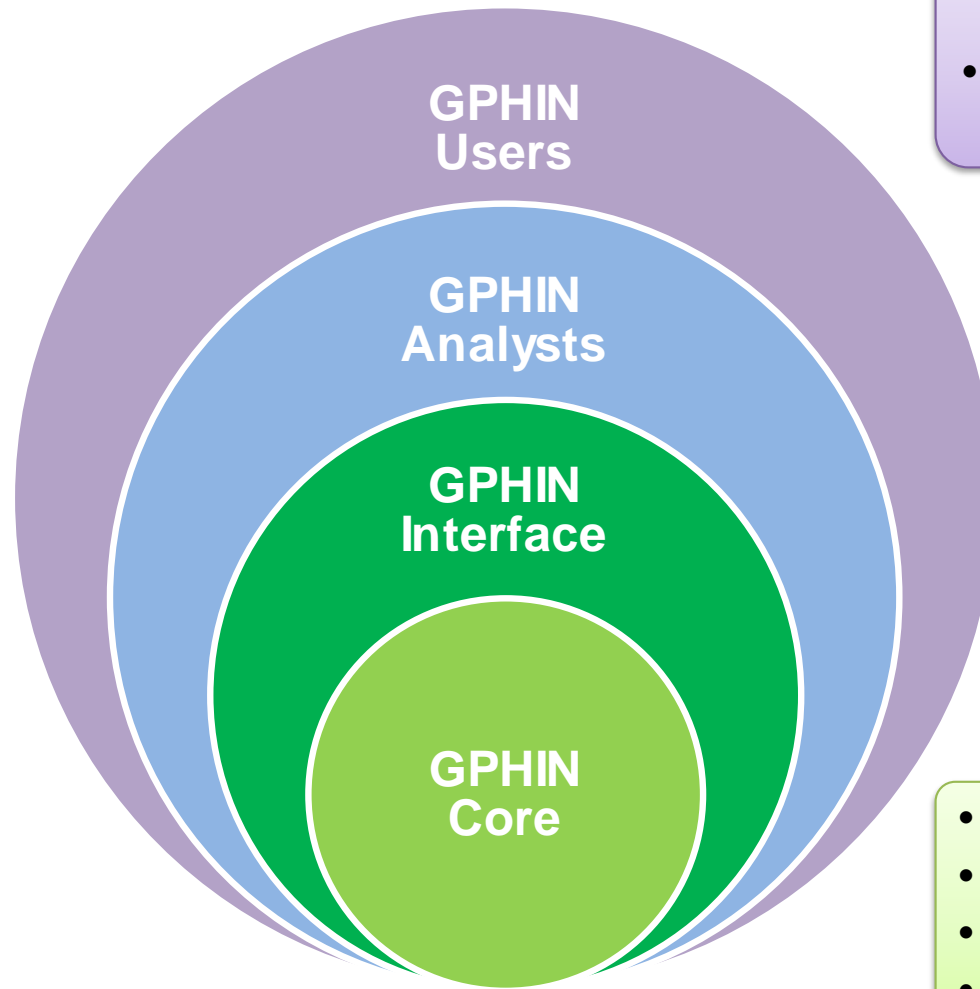 GPHIN
Users
GPHIN
Analysts
GPHIN
Interface
GPHIN
Core